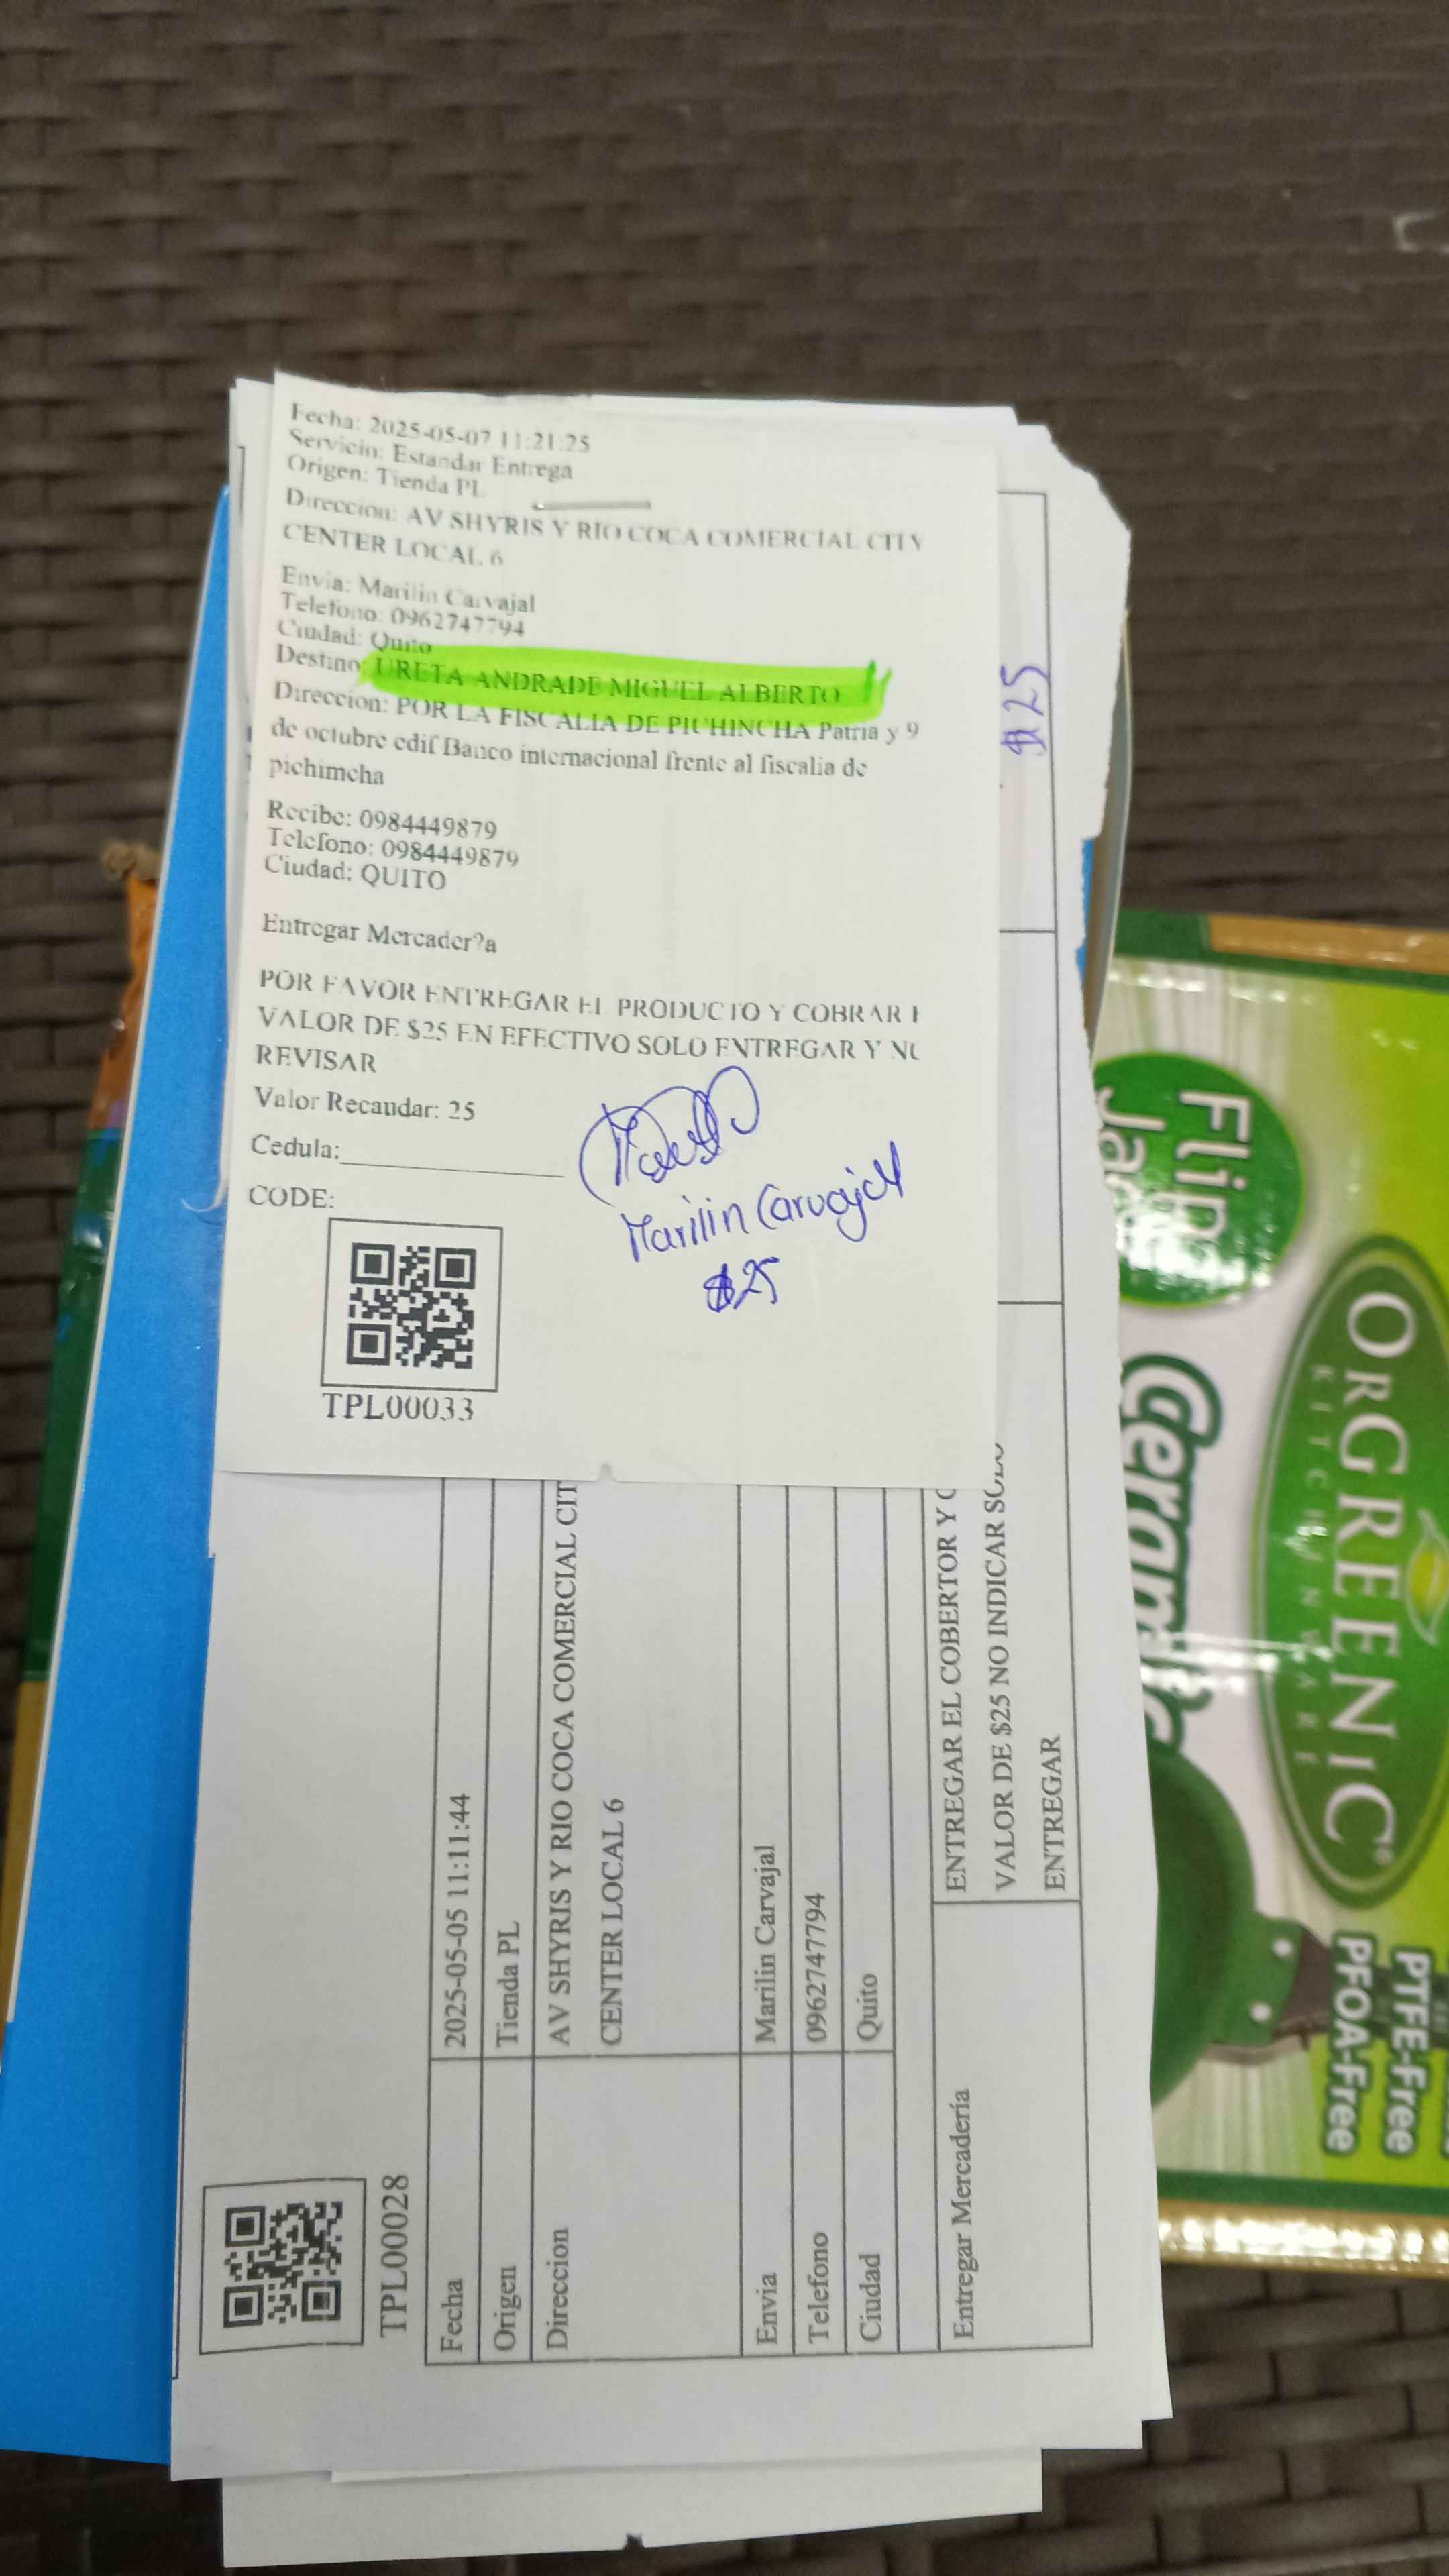 Fecha: 2025-05-07 11:21:25
Servicio: Estandar Entrega
Origen: Tienda PL
Direccion: AV SHYRIS Y RIO COCA COMERCIAL CITY
CENTER LOCAL 6
Envia: Marilin Carvajal
Telefono: 0962747794
Ciudad: Quito
Destino: URETA ANDRADE MIGUEL ALBERTO
Direccion: POR LA FISCALIA DE PICHINCHA Patria y 9
de octubre edif Banco internacional frente al fiscalia de
pichimcha
Recibe: 0984449879
Telefono: 0984449879
Ciudad: QUITO
Entregar Mercader?a
POR FAVOR ENTREGAR EL PRODUCTO Y COBRAR
VALOR DE $25 EN EFECTIVO SOLO ENTREGAR Y
REVISAR
Valor Recaudar: 25
Cedula:
CODE:
TPL00033
Marilin Carvajal
$25
$25
TPL00028
Fecha 2025-05-05 11:11:44
Origen Tienda PL
Direccion AV SHYRIS Y RIO COCA COMERCIAL CIT
CENTER LOCAL 6
Envia Marilin Carvajal
Telefono 0962747794
Ciudad Quito
Entregar Mercadería ENTREGAR EL COBERTOR Y
VALOR DE $25 NO INDICAR SOLO
ENTREGAR
Flip
ORGREENIC
KITCHENWARE
PTFE-Free
PFOA-Free